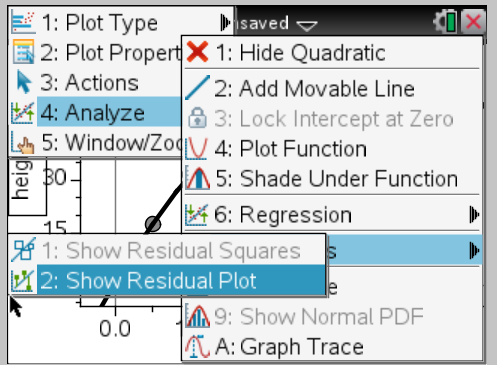 1: Plot Type
2: Plot Propert
3: Actions
4: Analyze
5: Window/Zoo
saved
1: Hide Quadratic
2: Add Movable Line
3: Lock Intercept at Zero
4: Plot Function
5: Shade Under Function
6: Regression
s
e
9: Show Normal PDF
A: Graph Trace
1: Show Residual Squares
2: Show Residual Plot
heig
30
15
0.0